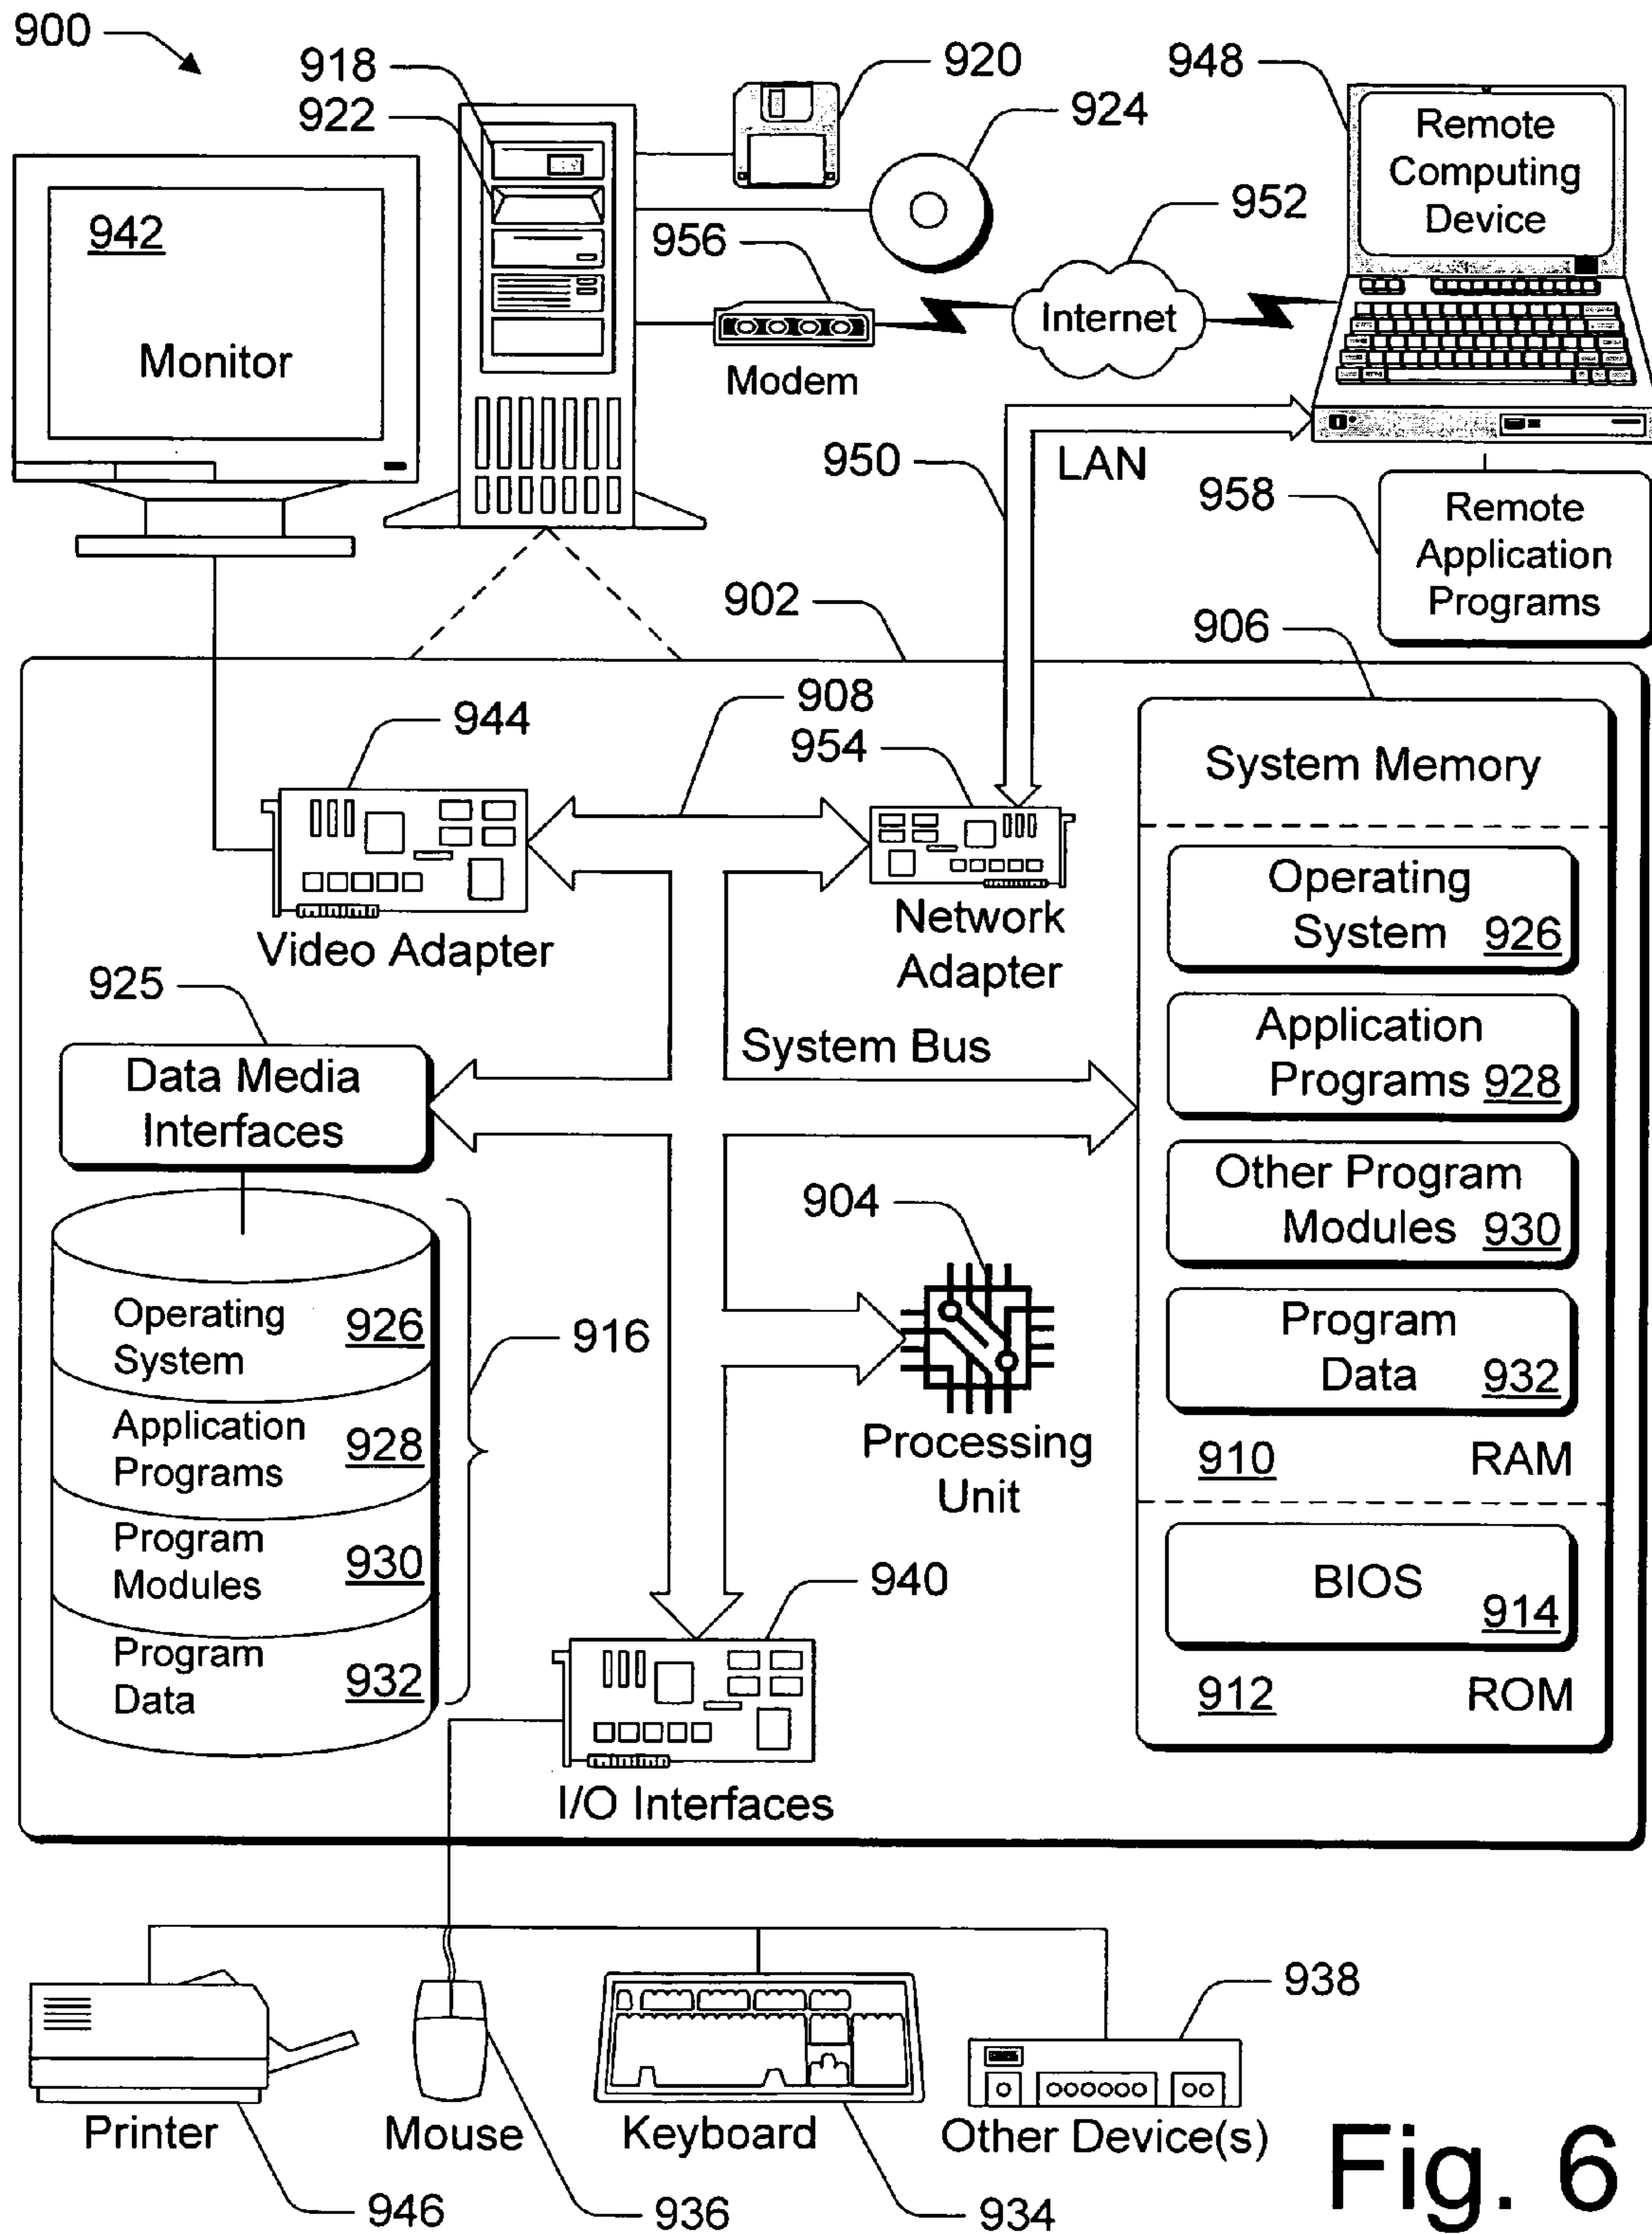 900
918
922
920
924
948
Remote
Computing
Device
942
Monitor
956
Modem
952
Internet
950
LAN
958
Remote
Application
Programs
902
906
908
944
954
Video Adapter
Network
Adapter
System Memory
Operating
System 926
925
Data Media
Interfaces
System Bus
Application
Programs 928
Other Program
Modules 930
904
Processing
Unit
Program
Data 932
910 RAM
Operating
System 926
916
Application
Programs 928
Program
Modules 930
Program
Data 932
940
I/O Interfaces
BIOS
914
912 ROM
938
Printer
Mouse
Keyboard
Other Device(s)
946
936
934
Fig. 6